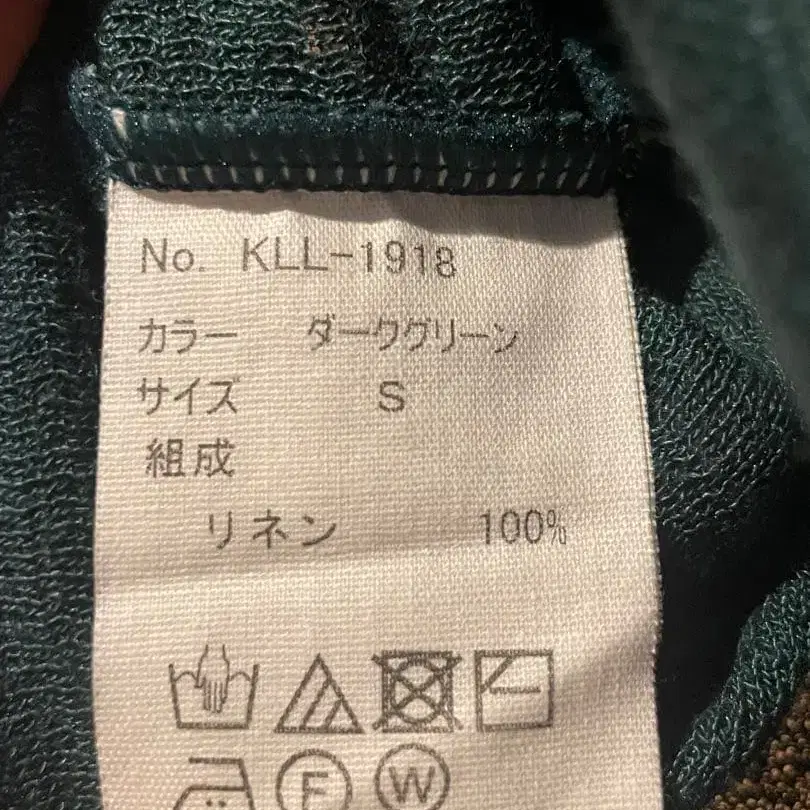 No. KLL-1918
カラー ダークグリーン
サイズ S
組成
リネン 100%
F W